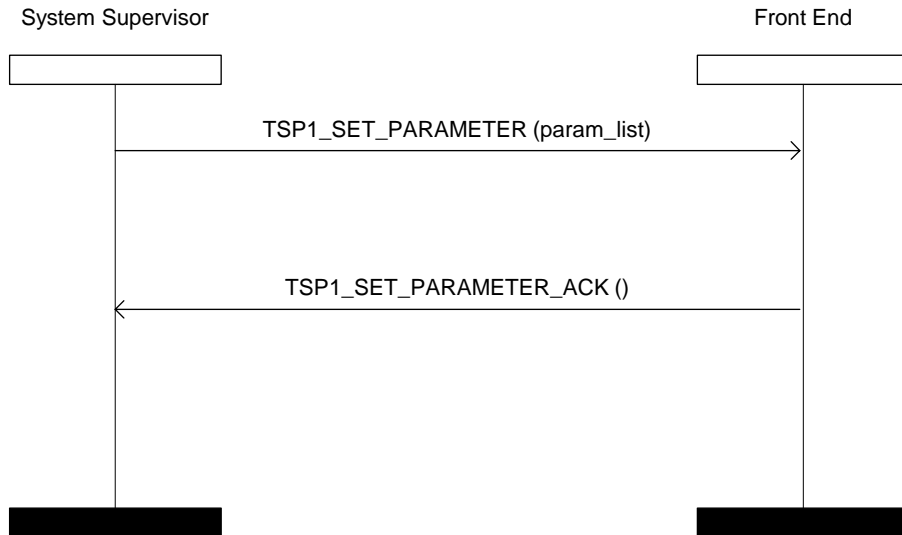 System Supervisor
Front End
TSP1_SET_PARAMETER (param_list)
TSP1_SET_PARAMETER_ACK ()